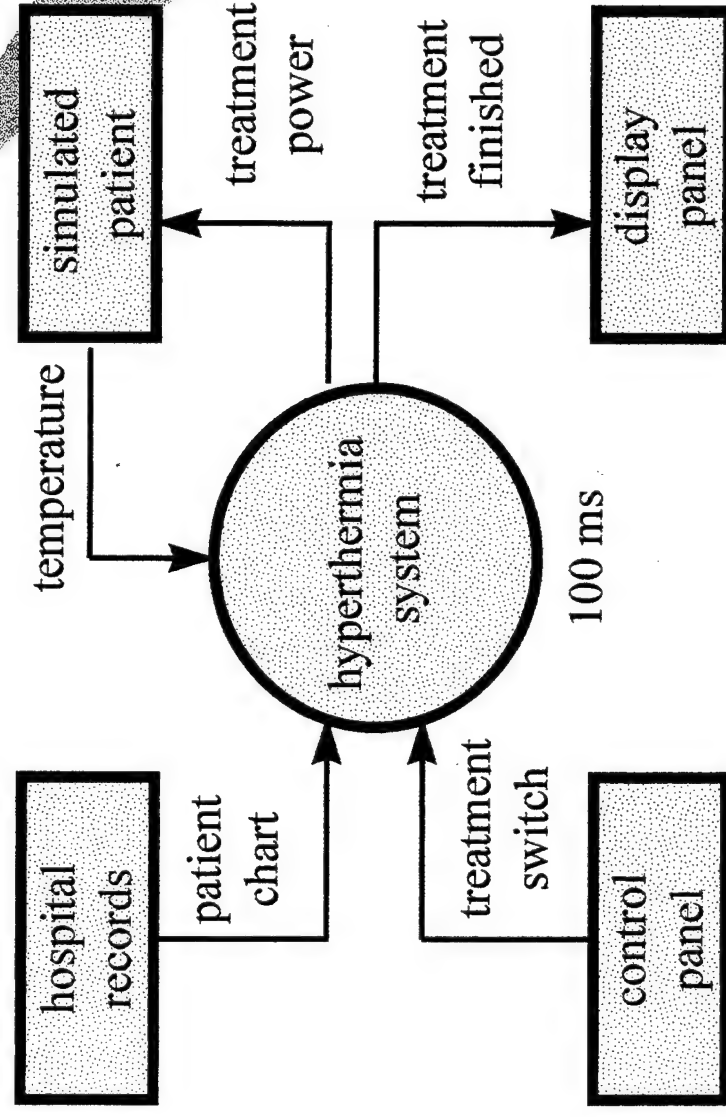 hospital
records
temperature
simulated
patient
patient
chart
treatment
power
hyperthermia
system
treatment
switch
treatment
finished
100 ms
control
panel
display
panel